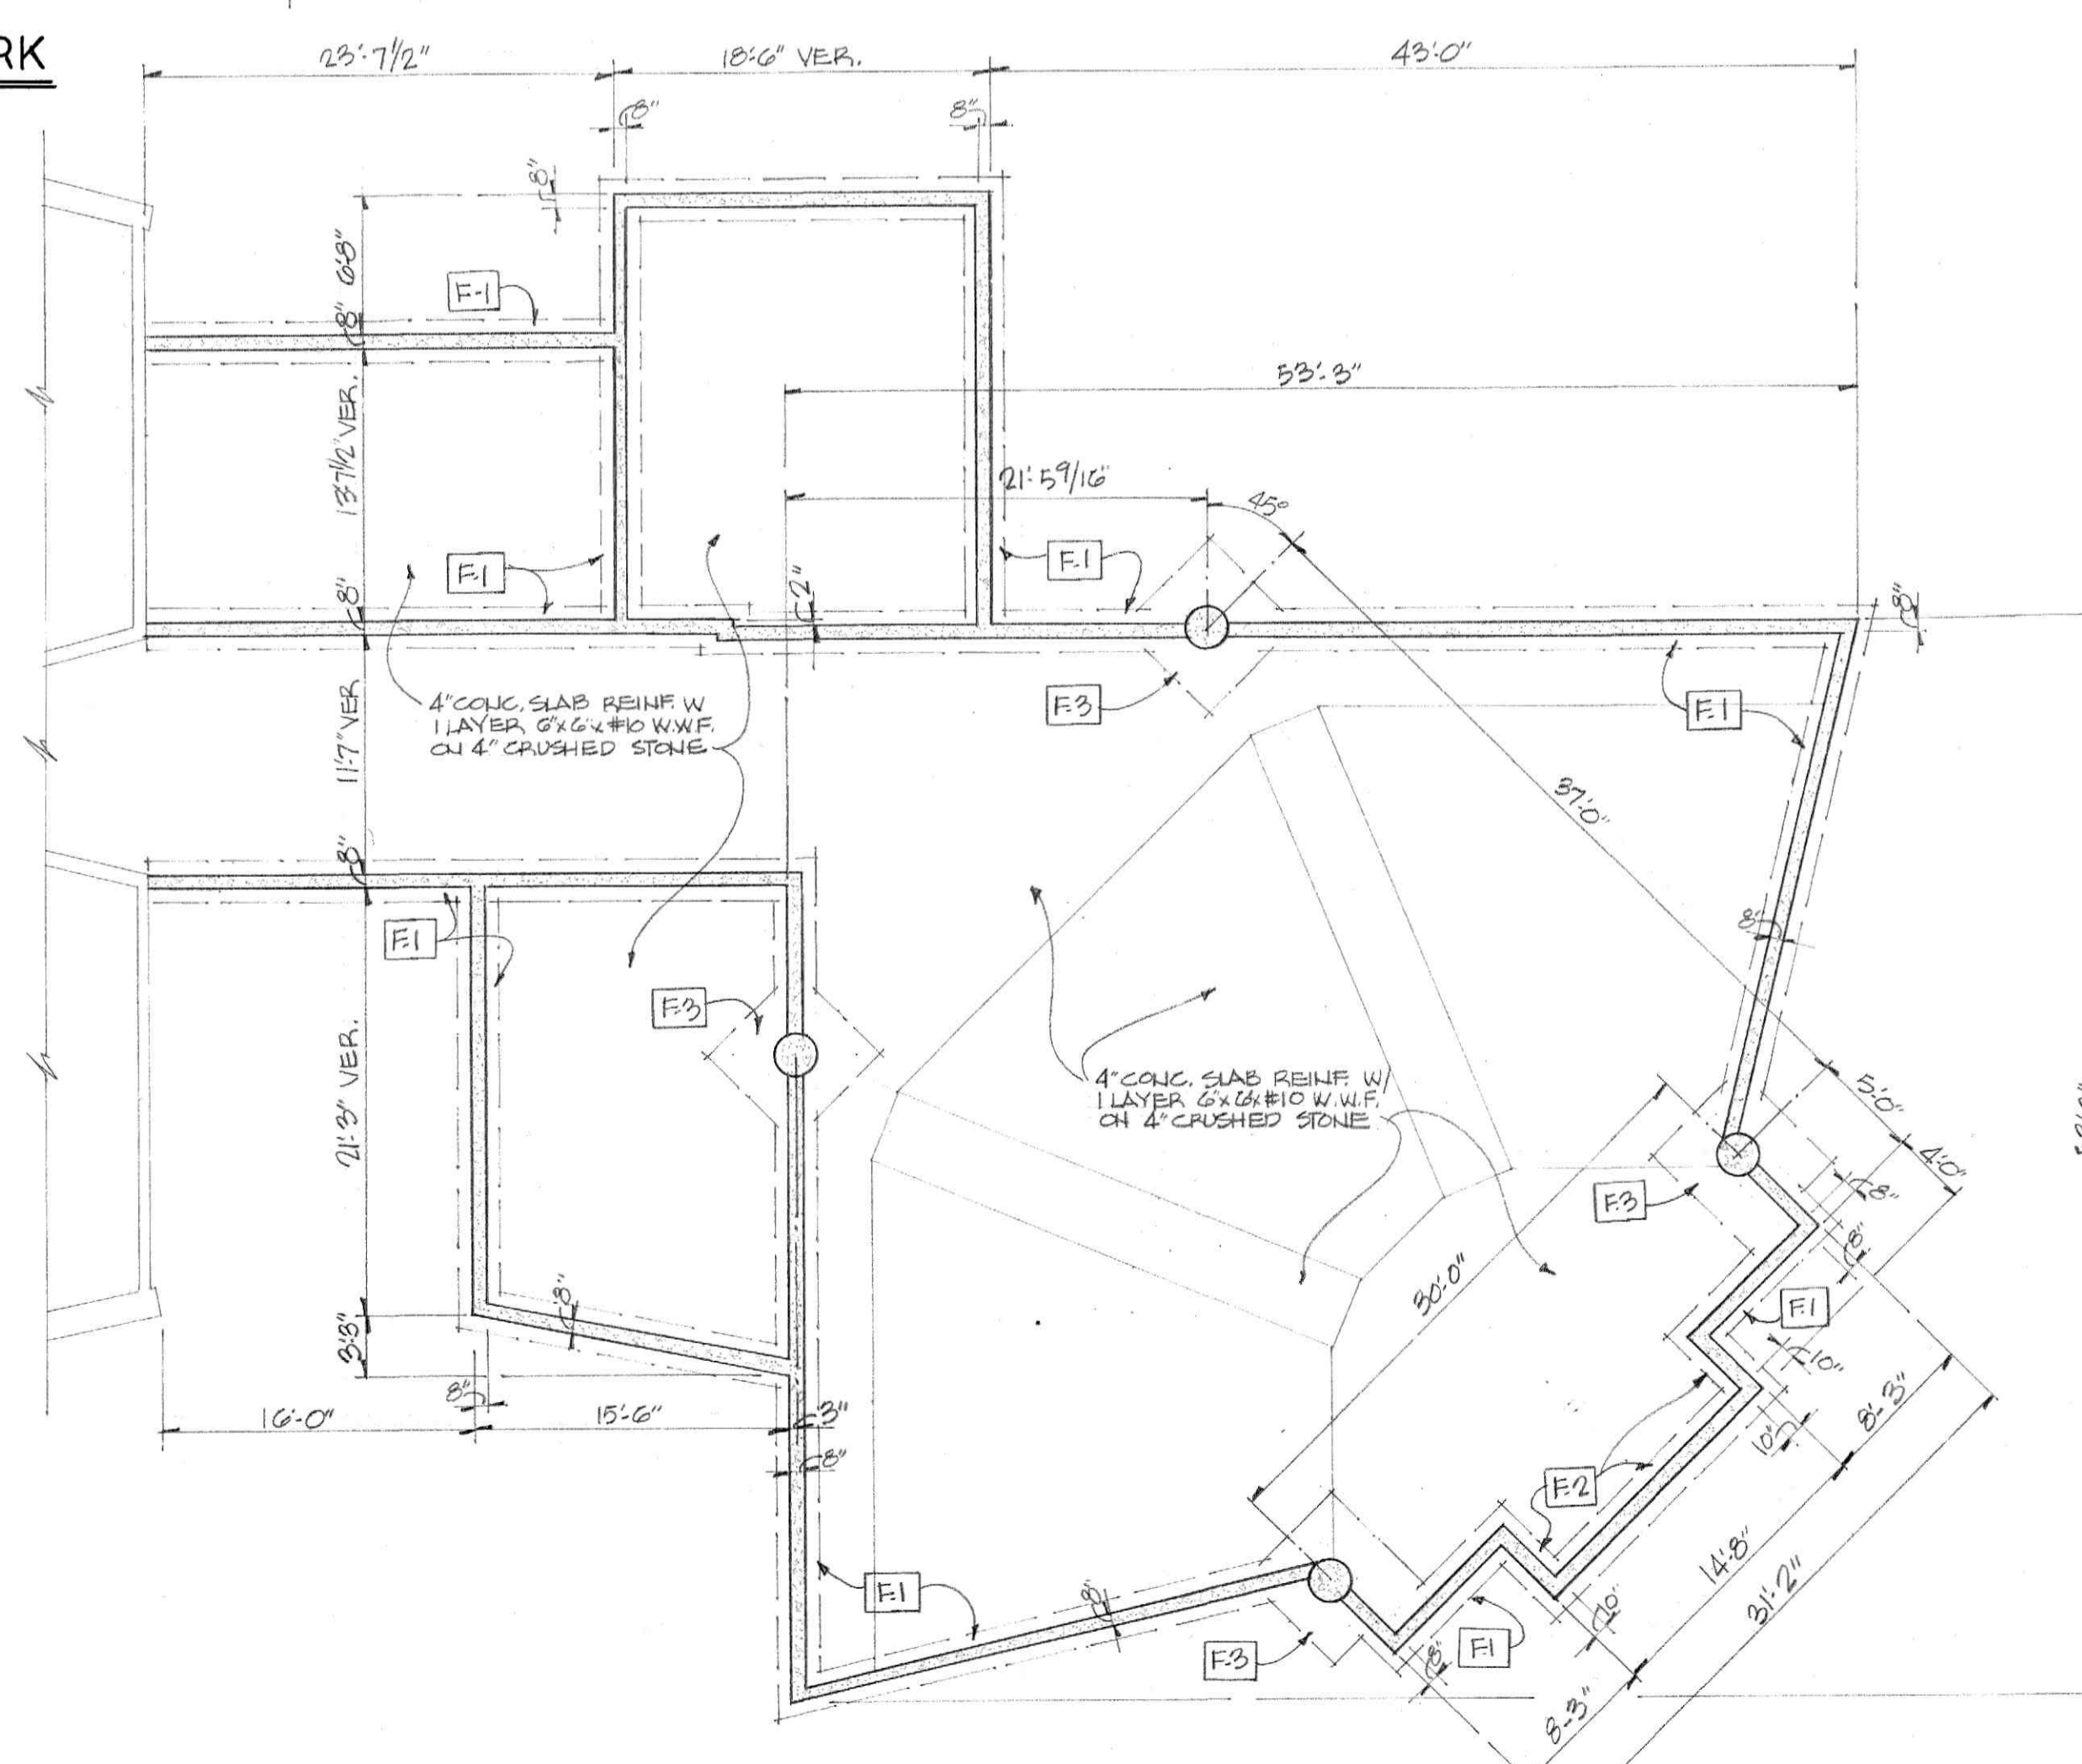 RK
23'-7 1/2"
18'-6" VER.
43'-0"
8"
8"
8"
6'-8"
8"
F-1
53'-3"
13'-7 1/2" VER.
21'-5 9/16"
45°
F-1
F-1
8"
2"
8"
4" CONC. SLAB REINF. W
1 LAYER 6"x6"x#10 W.W.F.
ON 4" CRUSHED STONE
F-3
F-1
11'-7" VER
37'-0"
8"
8"
F-1
F-3
21'-3" VER.
4" CONC. SLAB REINF. W/
1 LAYER 6"x6"x#10 W.W.F.
ON 4" CRUSHED STONE
5'-0"
4'-0"
8"
F-3
8"
30'-0"
F-1
8"
3'-3"
10"
8"
16'-0"
15'-6"
3"
8'-3"
10"
8"
F-2
14'-8"
31'-2"
F-1
8"
10"
F-3
F-1
8"
8'-3"